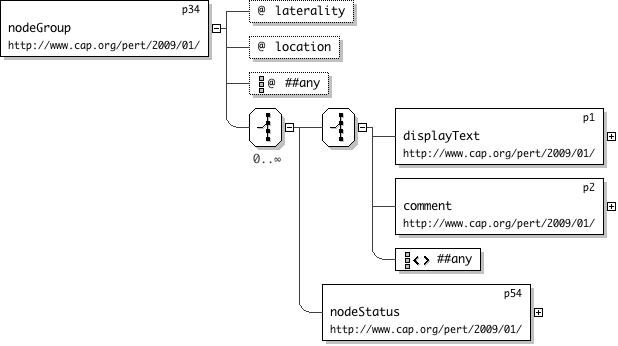 p34
nodeGroup
http://www.cap.org/pert/2009/01/
@ laterality
@ location
@ ##any
0..∞
p1
displayText
http://www.cap.org/pert/2009/01/
p2
comment
http://www.cap.org/pert/2009/01/
##any
p54
nodeStatus
http://www.cap.org/pert/2009/01/